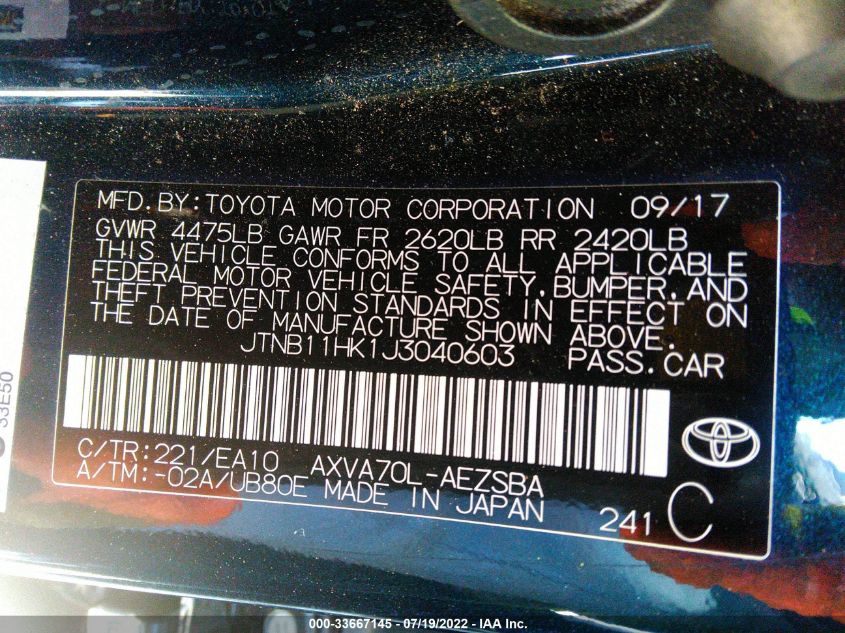 MFD.BY:TOYOTA MOTOR CORPORATION 09/17
GVWR 4475LB GAWR FR 2620LB RR 2420LB
THIS VEHICLE CONFORMS TO ALL APPLICABLE
FEDERAL MOTOR VEHICLE SAFETY,BUMPER,AND
THEFT PREVENTION STANDARDS IN EFFECT ON
THE DATE OF MANUFACTURE SHOWN ABOVE.
JTNB11HK1J3040603 PASS.CAR
C/TR:221/EA10 AXVA70L-AEZSBA
A/TM:-02A/UB80E MADE IN JAPAN
241 C
33E50
000-33667145 - 07/19/2022 - IAA Inc.